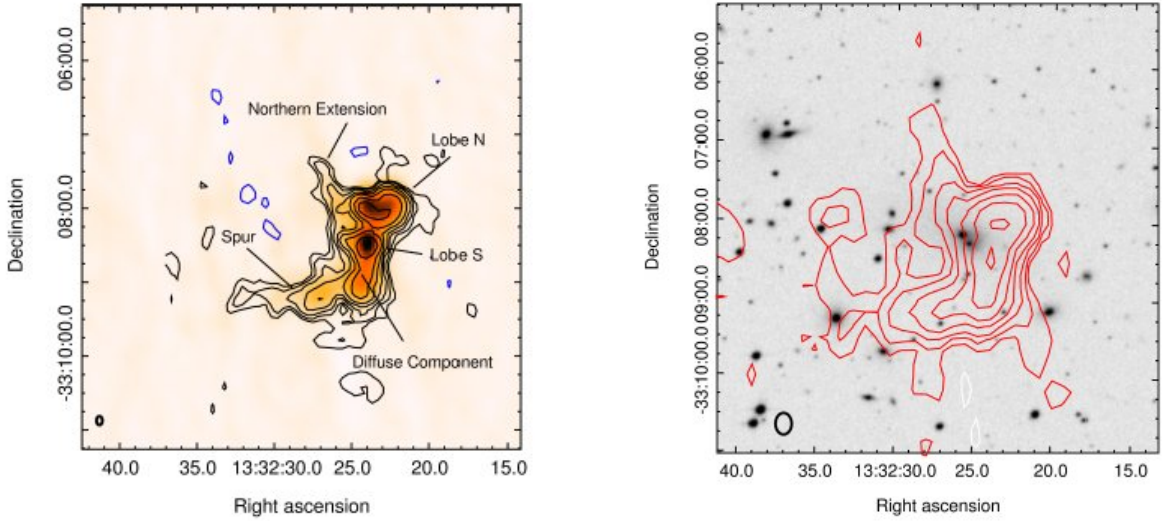 06:00.0
Northern Extension
Lobe N
08:00.0
Declination
Spur
Lobe S
-33:10:00.0
Diffuse Component
40.0 35.0 13:32:30.0 25.0 20.0 15.0
Right ascension
06:00.0
07:00.0
08:00.0
Declination
09:00.0
-33:10:00.0
40.0 35.0 13:32:30.0 25.0 20.0 15.0
Right ascension